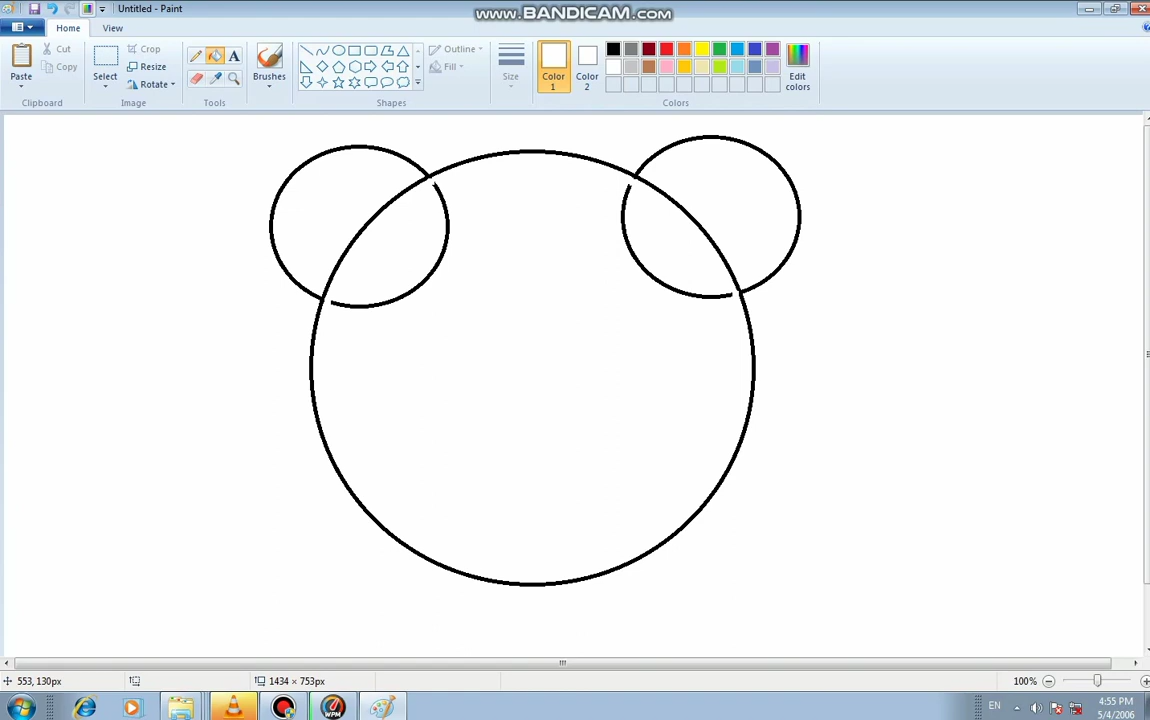 Untitled - Paint
www.BANDICAM.com
Home
View
Paste
Cut
Copy
Clipboard
Select
Crop
Resize
Rotate
Image
Tools
Brushes
Outline
Fill
Shapes
Size
Color
1
Color
2
Edit
colors
Colors
553, 130px
1434 × 753px
100%
WPM
EN
4:55 PM
5/4/2006